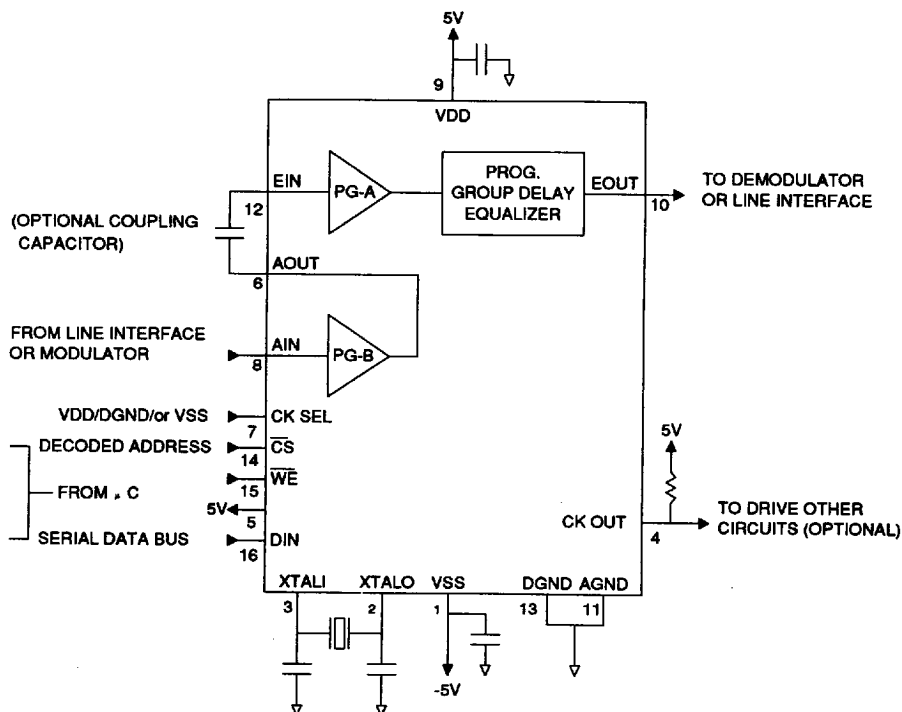 5V
9
VDD
EIN
12
PG-A
PROG.
GROUP DELAY
EQUALIZER
EOUT
10
TO DEMODULATOR
OR LINE INTERFACE
(OPTIONAL COUPLING
CAPACITOR)
AOUT
6
FROM LINE INTERFACE
OR MODULATOR
AIN
8
PG-B
VDD/DGND/or VSS
CK SEL
7
DECODED ADDRESS
CS
14
WE
15
FROM μ C
5V
5
SERIAL DATA BUS
DIN
16
5V
CK OUT
4
TO DRIVE OTHER
CIRCUITS (OPTIONAL)
XTALI
3
XTALO
2
VSS
1
DGND
13
AGND
11
-5V